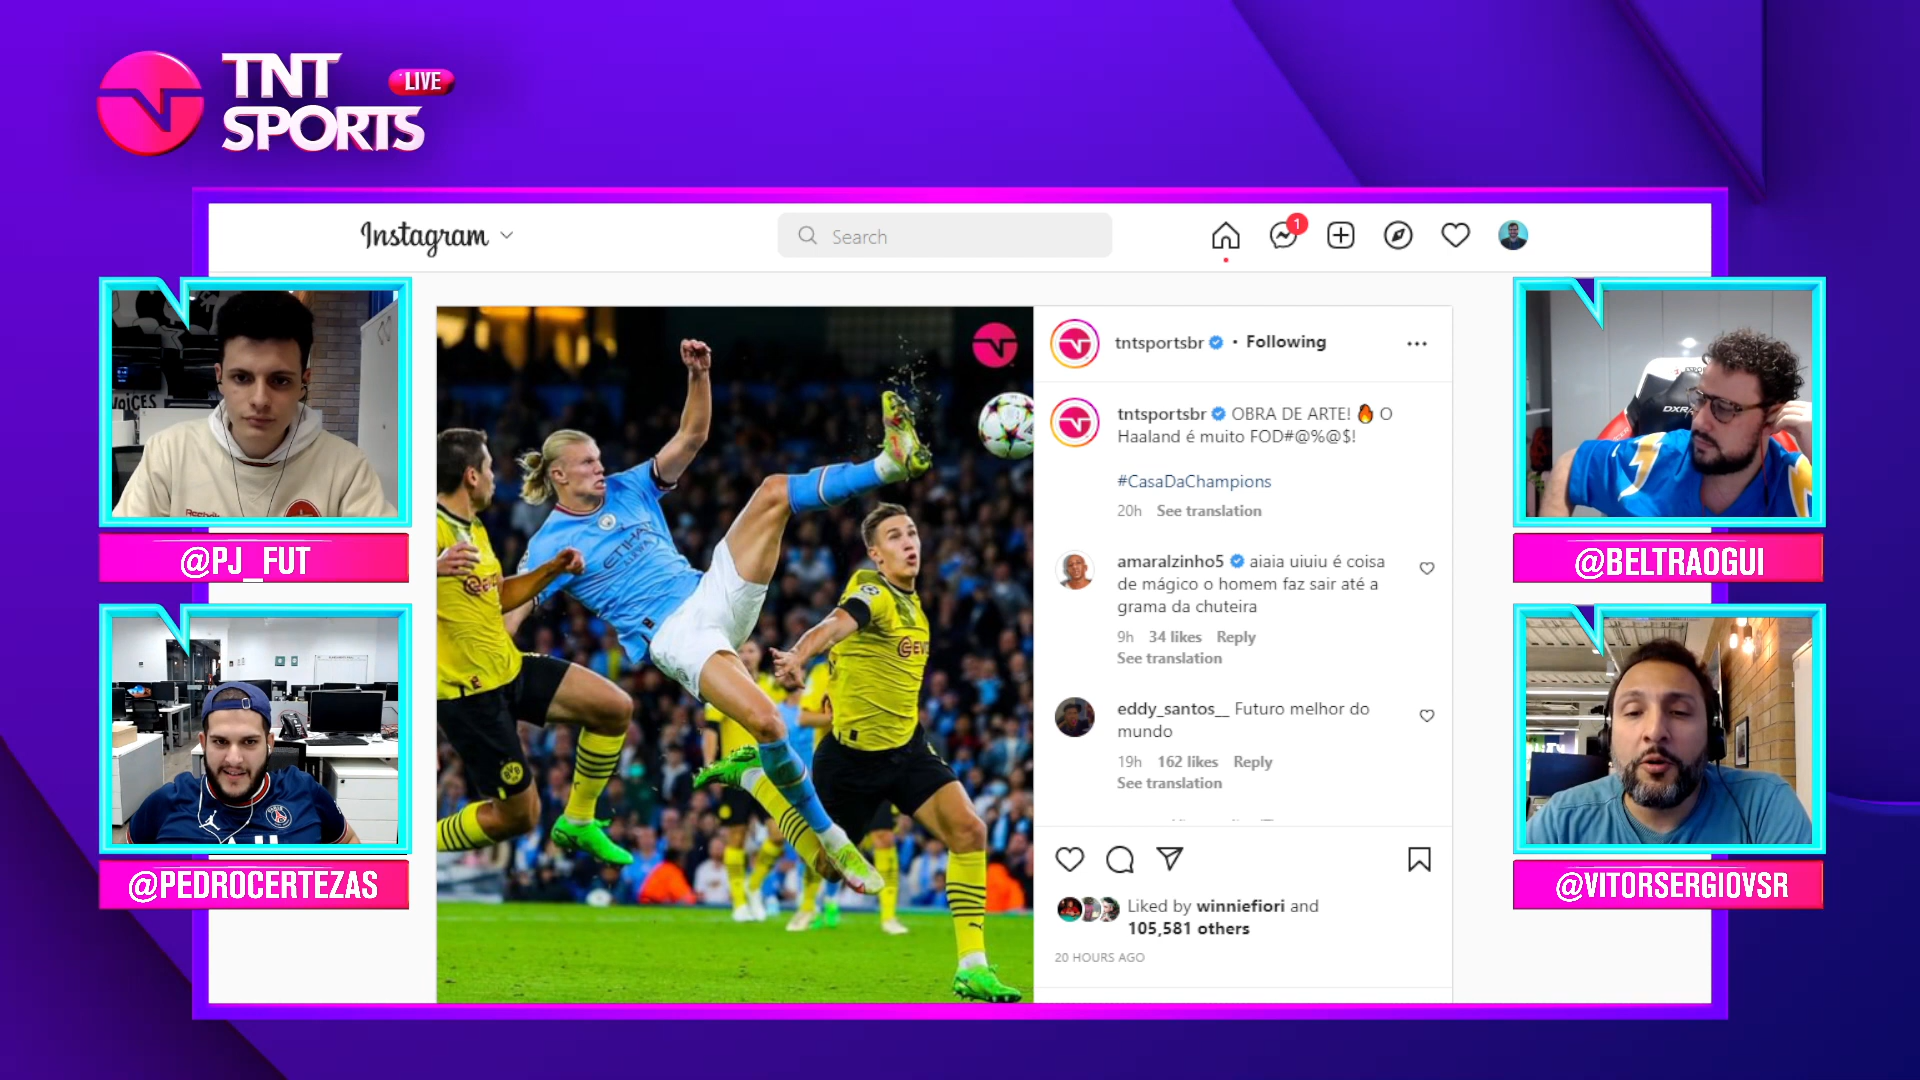 TNT
SPORTS
LIVE
Instagram
Search
1
tntsportsbr • Following
tntsportsbr OBRA DE ARTE! 🔥 O
Haaland é muito FOD#@%@$!
#CasaDaChampions
20h See translation
amaralzinho5 aiaia uiuiu é coisa
de mágico o homem faz sair até a
grama da chuteira
9h 34 likes Reply
See translation
eddy_santos__ Futuro melhor do
mundo
19h 162 likes Reply
See translation
Liked by winniefiori and
105,581 others
20 HOURS AGO
ETIHAD
@PJ_FUT
@PEDROCERTEZAS
@BELTRAOGUI
@VITORSERGIOVSR